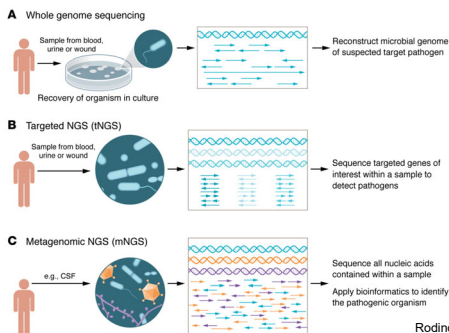 A Whole genome sequencing
Sample from blood,
urine or wound
Recovery of organism in culture
Reconstruct microbial genome
of suspected target pathogen
B Targeted NGS (tNGS)
Sample from blood,
urine or wound
Sequence targeted genes of
interest within a sample to
detect pathogens
C Metagenomic NGS (mNGS)
e.g., CSF
Sequence all nucleic acids
contained within a sample
Apply bioinformatics to identify
the pathogenic organism